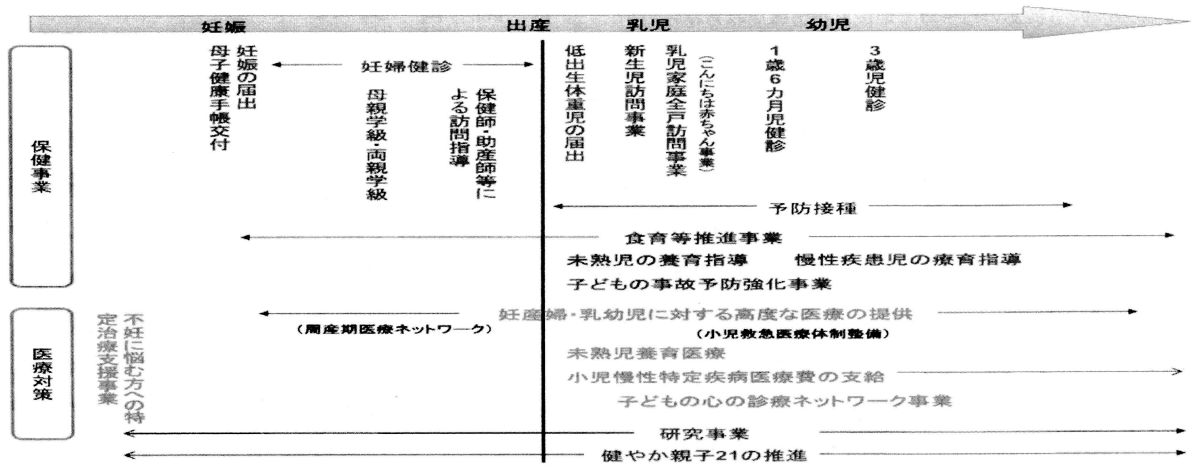 妊娠
出産
乳児
幼児
保健事業
妊娠の届出
母子健康手帳交付
妊婦健診
母親学級・両親学級
保健師・助産師等に
よる訪問指導
低出生体重児の届出
新生児訪問事業
乳児家庭全戸訪問事業
(こんにちは赤ちゃん事業)
1歳6カ月児健診
3歳児健診
予防接種
食育等推進事業
未熟児の養育指導
慢性疾患児の療育指導
子どもの事故予防強化事業
医療対策
不妊に悩む方への特
定治療支援事業
妊産婦・乳幼児に対する高度な医療の提供
(周産期医療ネットワーク)
(小児救急医療体制整備)
未熟児養育医療
小児慢性特定疾病医療費の支給
子どもの心の診療ネットワーク事業
研究事業
健やか親子21の推進